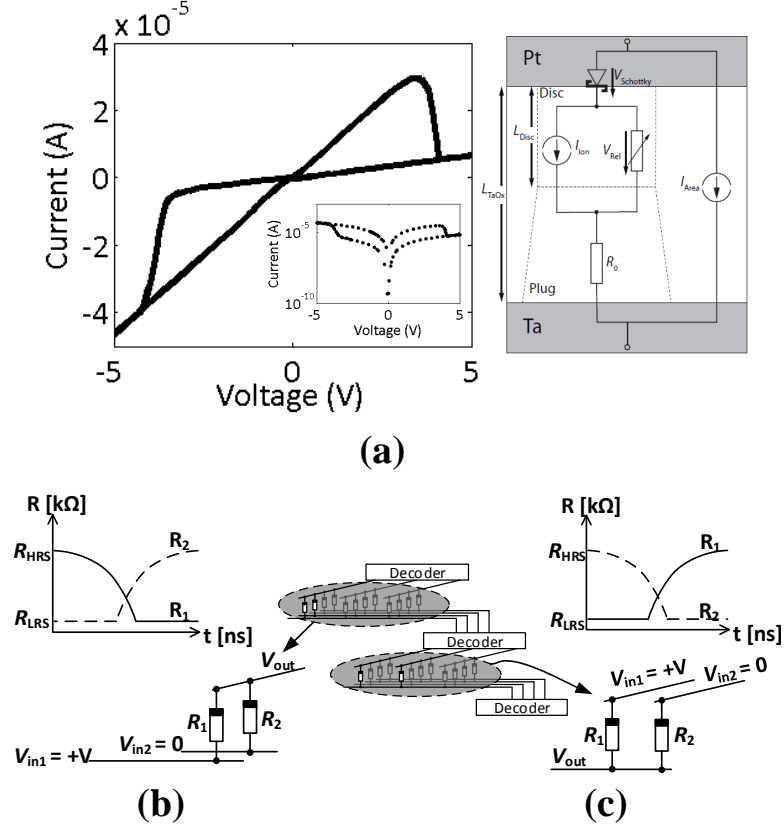 × 10⁻⁵
4
2
0
-2
-4
Current (A)
-5
0
5
Voltage (V)
10⁻⁵
10⁻¹⁰
Current (A)
-5
0
5
Voltage (V)
Pt
V_Schottky
Disc
L_Disc
I_Ion
V_Rel
I_Area
L_TaOx
R_0
Plug
Ta
(a)
R [kΩ]
R_HRS
R_2
R_LRS
R_1
t [ns]
Decoder
Decoder
Decoder
V_out
R_1
R_2
V_in1 = +V
V_in2 = 0
(b)
R [kΩ]
R_HRS
R_1
R_LRS
R_2
t [ns]
V_in1 = +V
V_in2 = 0
R_1
R_2
V_out
(c)